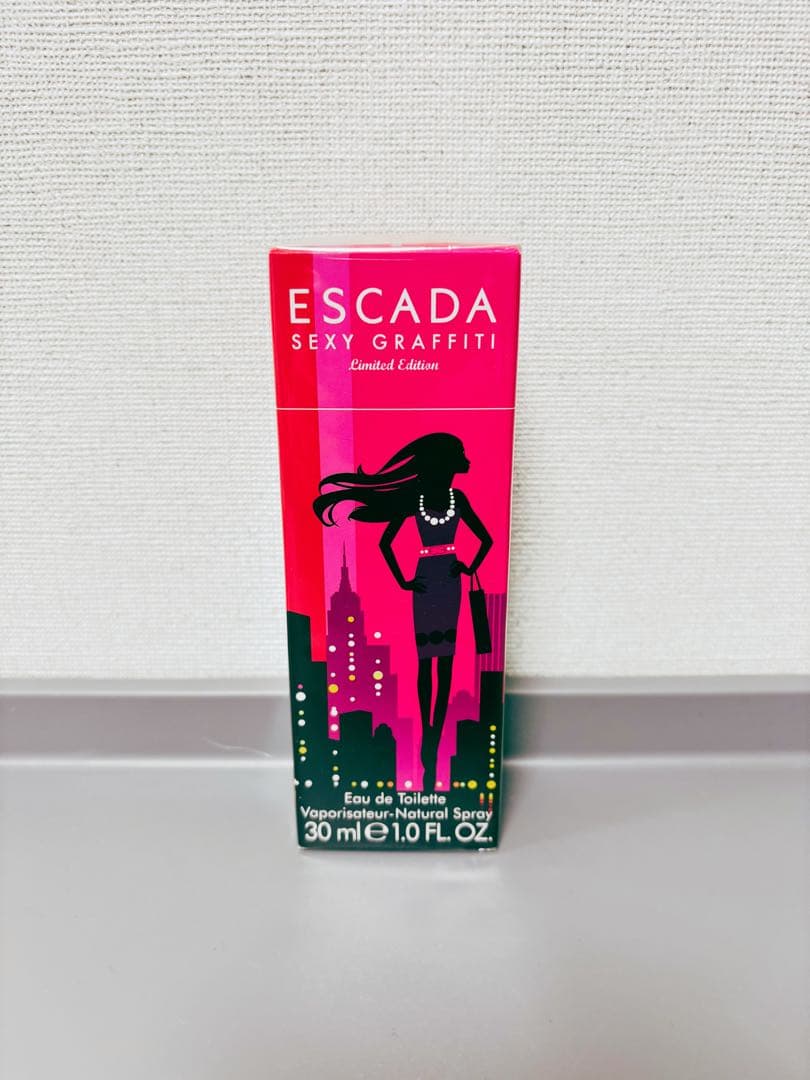 ESCADA
SEXY GRAFFITI
Limited Edition
Eau de Toilette
Vaporisateur-Natural Spray
30 ml e 1.0 FL. OZ.